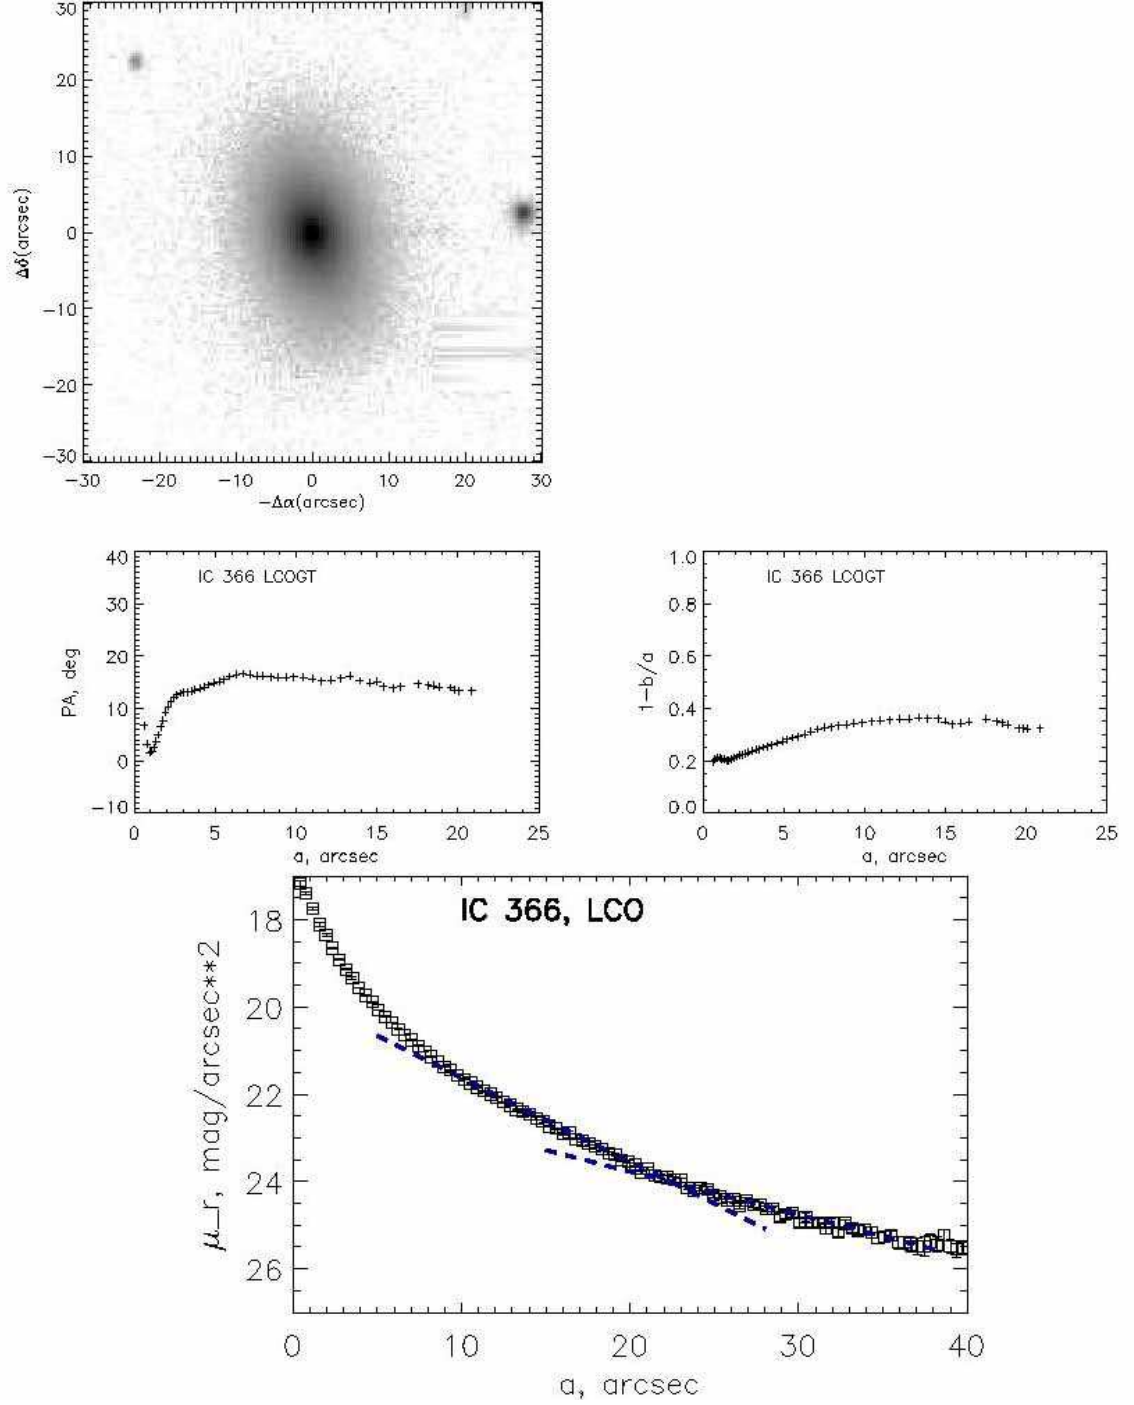 30
20
10
0
−10
−20
−30
Δδ(arcsec)
−30 −20 −10 0 10 20 30
−Δα(arcsec)
40
30
20
10
0
−10
PA, deg
IC 366 LCOGT
0 5 10 15 20 25
a, arcsec
1.0
0.8
0.6
0.4
0.2
0.0
1−b/a
IC 366 LCOGT
0 5 10 15 20 25
a, arcsec
IC 366, LCO
18
20
22
24
26
μ_r, mag/arcsec**2
0 10 20 30 40
a, arcsec